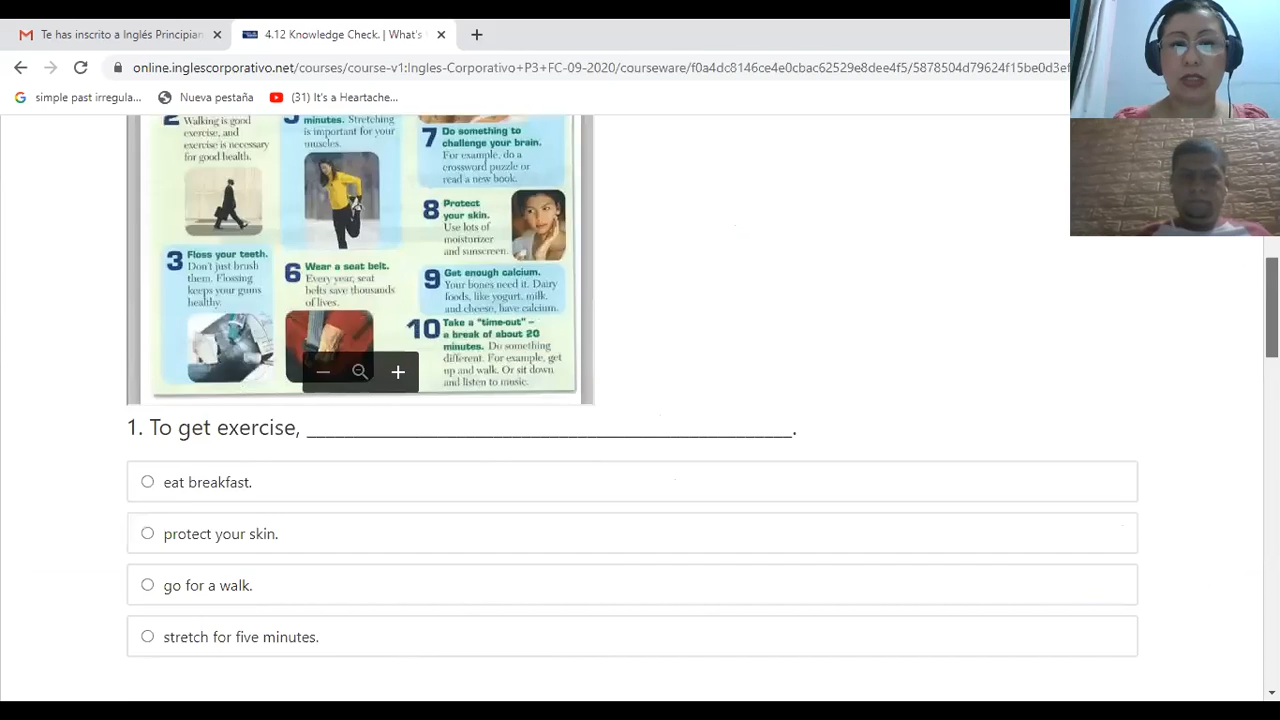 Te has inscrito a Inglés Principian
4.12 Knowledge Check. | What's
online.inglescorporativo.net/courses/course-v1:Ingles-Corporativo+P3+FC-09-2020/courseware/f0a4dc8146ce4e0cbac62529e8dee4f5/5878504d79624f15be0d3ef
simple past irregula...
Nueva pestaña
(31) It's a Heartache...
2
Walking is good
exercise, and
exercise is necessary
for good health.
3 Floss your teeth.
Don't just brush
them. Flossing
keeps your gums
healthy.
minutes. Stretching
is important for your
muscles.
6 Wear a seat belt.
Every year, seat
belts save thousands
of lives.
7 Do something to
challenge your brain.
For example, do a
crossword puzzle or
read a new book.
8 Protect
your skin.
Use lots of
moisturizer
and sunscreen.
9 Get enough calcium.
Your bones need it. Dairy
foods, like yogurt, milk,
and cheese, have calcium.
10 Take a "time-out" –
a break of about 20
minutes. Do something
different. For example, get
up and walk. Or sit down
and listen to music.
1. To get exercise, ______________________________________________.
eat breakfast.
protect your skin.
go for a walk.
stretch for five minutes.